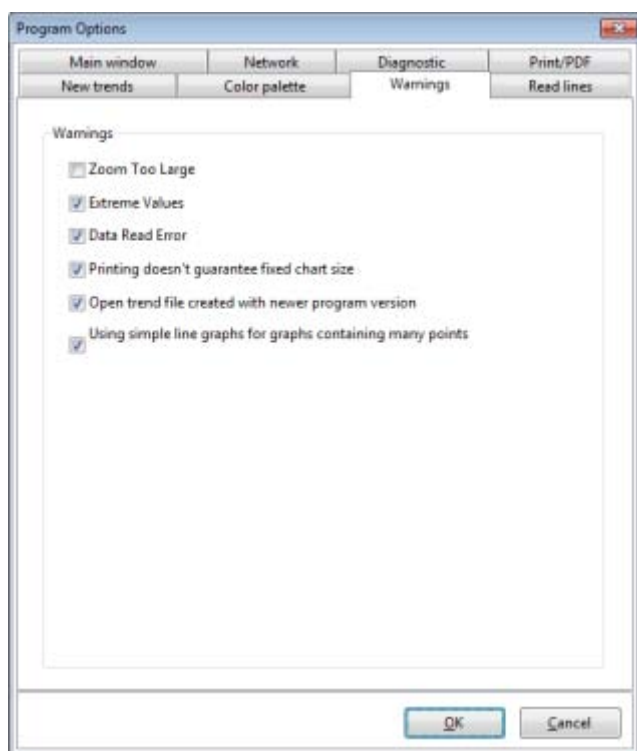 Program Options
Main window Network Diagnostic Print/PDF
New trends Color palette Warnings Read lines
Warnings
Zoom Too Large
Extreme Values
Data Read Error
Printing doesn't guarantee fixed chart size
Open trend file created with newer program version
Using simple line graphs for graphs containing many points
OK Cancel